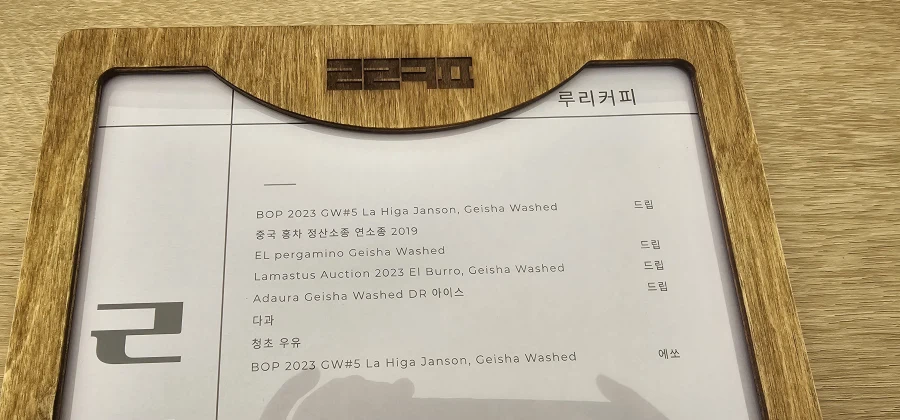 ㄹㄹㅋㅍ
루리커피
BOP 2023 GW#5 La Higa Janson, Geisha Washed 드립
중국 홍차 정산소종 연소종 2019
EL pergamino Geisha Washed 드립
Lamastus Auction 2023 El Burro, Geisha Washed 드립
Adaura Geisha Washed DR 아이스 드립
다과
청초 우유
BOP 2023 GW#5 La Higa Janson, Geisha Washed 에쏘
ㄹ